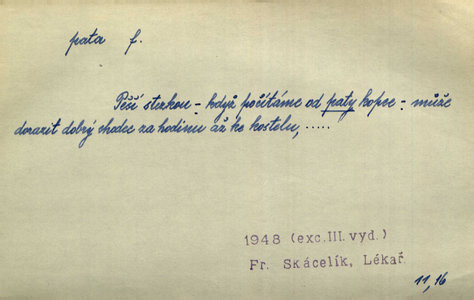 pata f.
Pěší stezkou - když počítáme od paty kopce - může
dorazit dobrý chodec za hodinu až ke kostelu, .....
1948 (exc.III.vyd.)
Fr. Skácelík, Lékař.
11,16